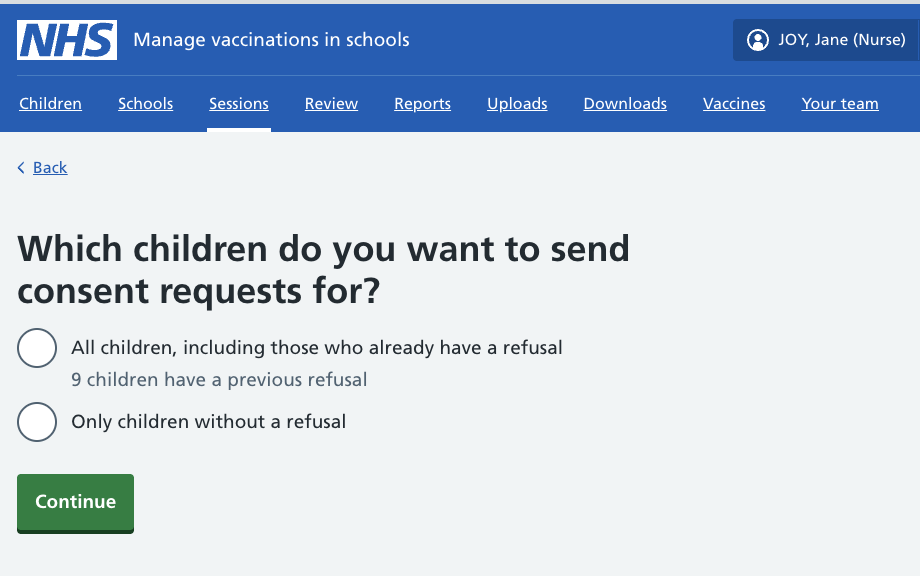 NHS Manage vaccinations in schools
JOY, Jane (Nurse)
Children Schools Sessions Review Reports Uploads Downloads Vaccines Your team
Back
Which children do you want to send
consent requests for?
All children, including those who already have a refusal
9 children have a previous refusal
Only children without a refusal
Continue